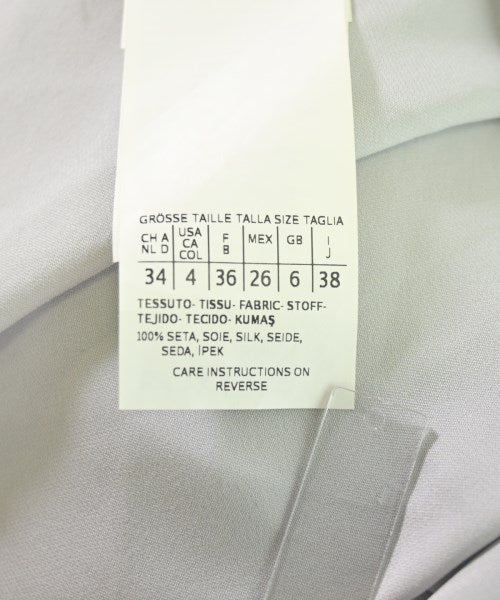 GRÖSSE TAILLE TALLA SIZE TAGLIA
CH A NL D USA CA COL F B MEX GB I J
34 4 36 26 6 38
TESSUTO- TISSU- FABRIC- STOFF-
TEJIDO- TECIDO- KUMAŞ
100% SETA, SOIE, SILK, SEIDE,
SEDA, İPEK
CARE INSTRUCTIONS ON
REVERSE